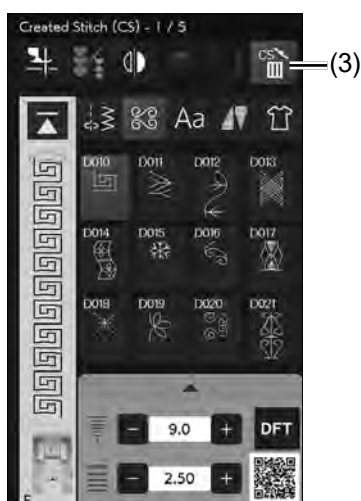 Created Stitch (CS) - 1 / 5
CS
(3)
Aa
D010 D011 D012 D013
D014 D015 D016 D017
D018 D019 D020 D021
9.0
DFT
2.50
F